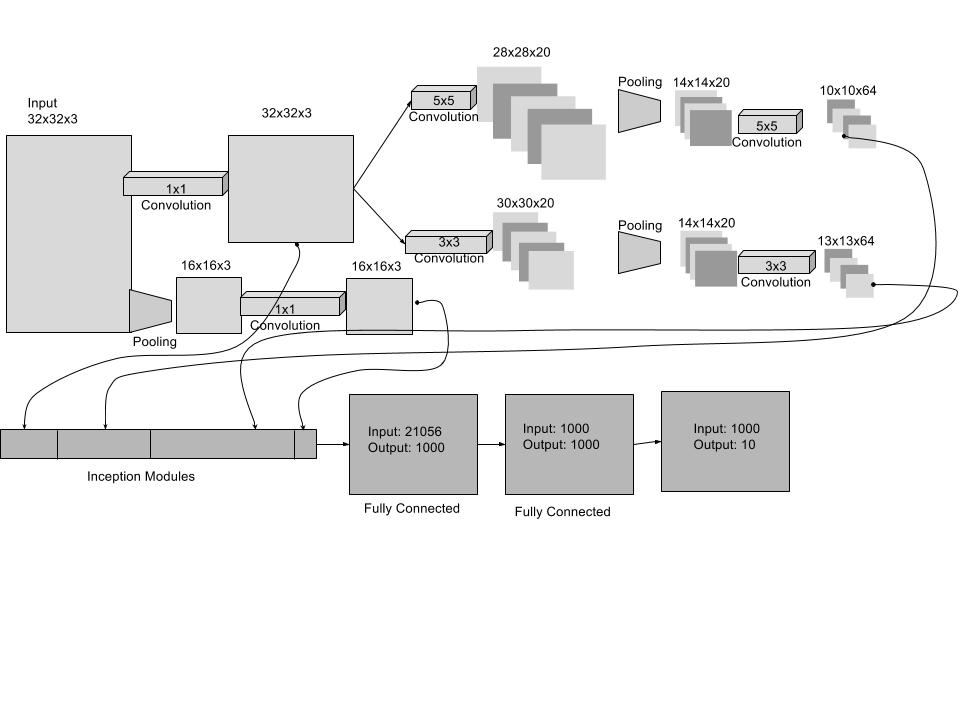 Input
32x32x3
1x1
Convolution
32x32x3
5x5
Convolution
28x28x20
Pooling
14x14x20
5x5
Convolution
10x10x64
3x3
Convolution
30x30x20
Pooling
14x14x20
3x3
Convolution
13x13x64
Pooling
16x16x3
1x1
Convolution
16x16x3
Inception Modules
Input: 21056
Output: 1000
Fully Connected
Input: 1000
Output: 1000
Fully Connected
Input: 1000
Output: 10